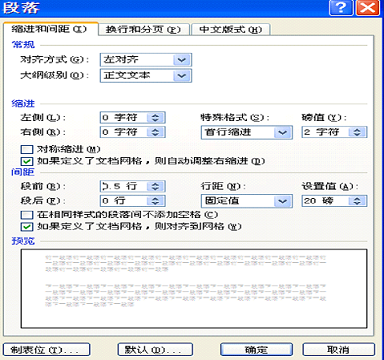 段落
缩进和间距(I) 换行和分页(P) 中文版式(H)
常规
对齐方式(G): 左对齐
大纲级别(O): 正文文本
缩进
左侧(L): 0 字符 特殊格式(S): 磅值(Y):
右侧(R): 0 字符 首行缩进 2 字符
对称缩进(M)
如果定义了文档网格，则自动调整右缩进(D)
间距
段前(B): 0.5 行 行距(N): 设置值(A):
段后(F): 0 行 固定值 20 磅
在相同样式的段落间不添加空格(C)
如果定义了文档网格，则对齐到网格(W)
预览
制表位(T)... 默认(D)... 确定 取消